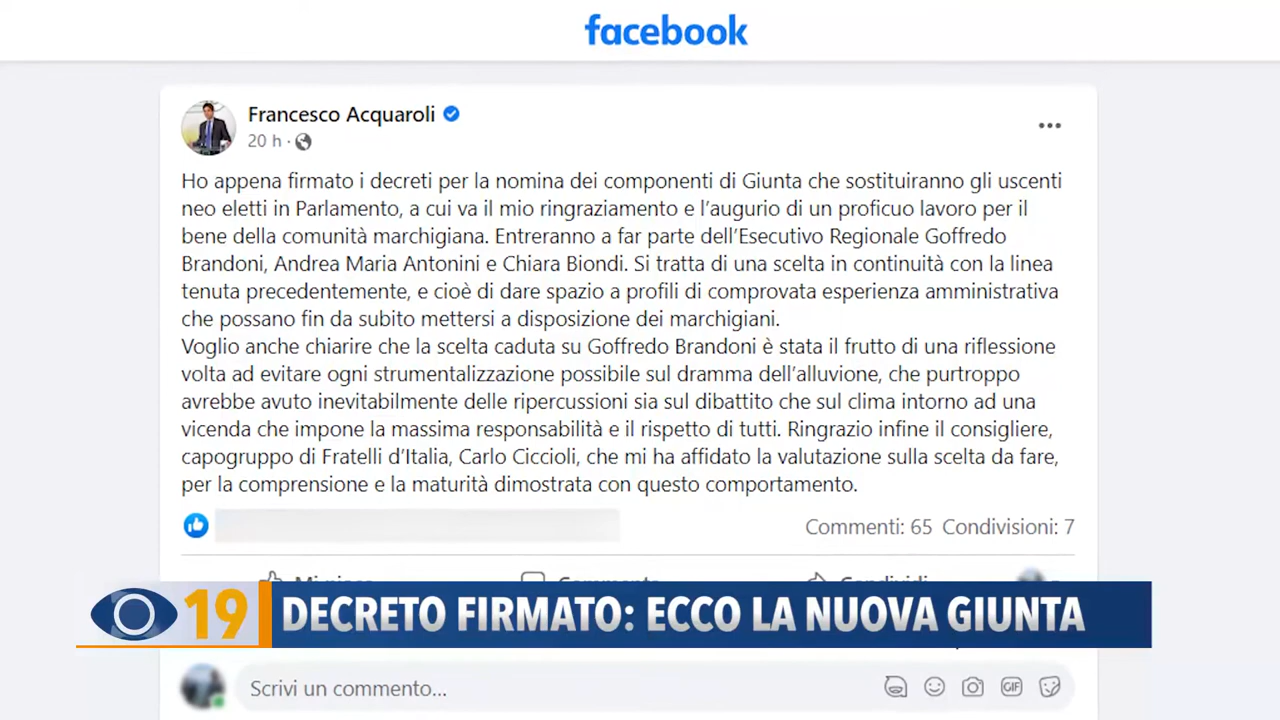 facebook
Francesco Acquaroli
20 h ·
Ho appena firmato i decreti per la nomina dei componenti di Giunta che sostituiranno gli uscenti
neo eletti in Parlamento, a cui va il mio ringraziamento e l'augurio di un proficuo lavoro per il
bene della comunità marchigiana. Entreranno a far parte dell'Esecutivo Regionale Goffredo
Brandoni, Andrea Maria Antonini e Chiara Biondi. Si tratta di una scelta in continuità con la linea
tenuta precedentemente, e cioè di dare spazio a profili di comprovata esperienza amministrativa
che possano fin da subito mettersi a disposizione dei marchigiani.
Voglio anche chiarire che la scelta caduta su Goffredo Brandoni è stata il frutto di una riflessione
volta ad evitare ogni strumentalizzazione possibile sul dramma dell'alluvione, che purtroppo
avrebbe avuto inevitabilmente delle ripercussioni sia sul dibattito che sul clima intorno ad una
vicenda che impone la massima responsabilità e il rispetto di tutti. Ringrazio infine il consigliere,
capogruppo di Fratelli d'Italia, Carlo Ciccioli, che mi ha affidato la valutazione sulla scelta da fare,
per la comprensione e la maturità dimostrata con questo comportamento.
Commenti: 65 Condivisioni: 7
19 DECRETO FIRMATO: ECCO LA NUOVA GIUNTA
Scrivi un commento...
GIF